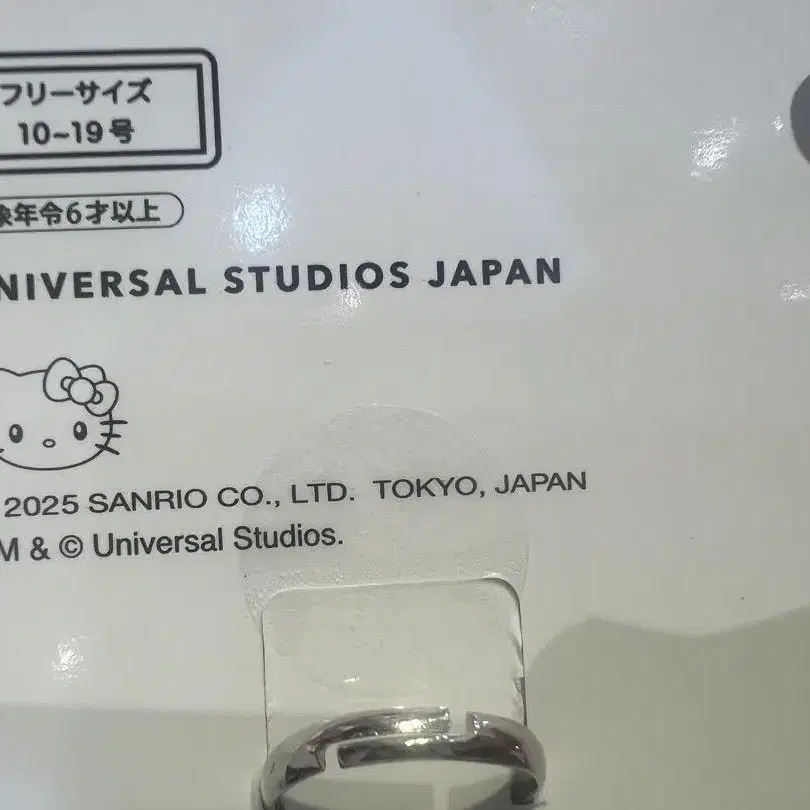 フリーサイズ
10~19号
象年令6才以上
NIVERSAL STUDIOS JAPAN
2025 SANRIO CO., LTD. TOKYO, JAPAN
M & © Universal Studios.